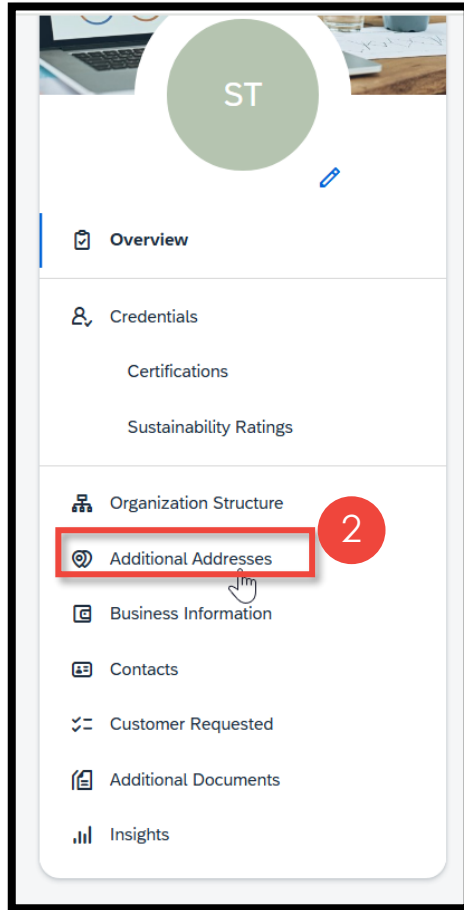 ST
Overview
Credentials
Certifications
Sustainability Ratings
Organization Structure
2
Additional Addresses
Business Information
Contacts
Customer Requested
Additional Documents
Insights